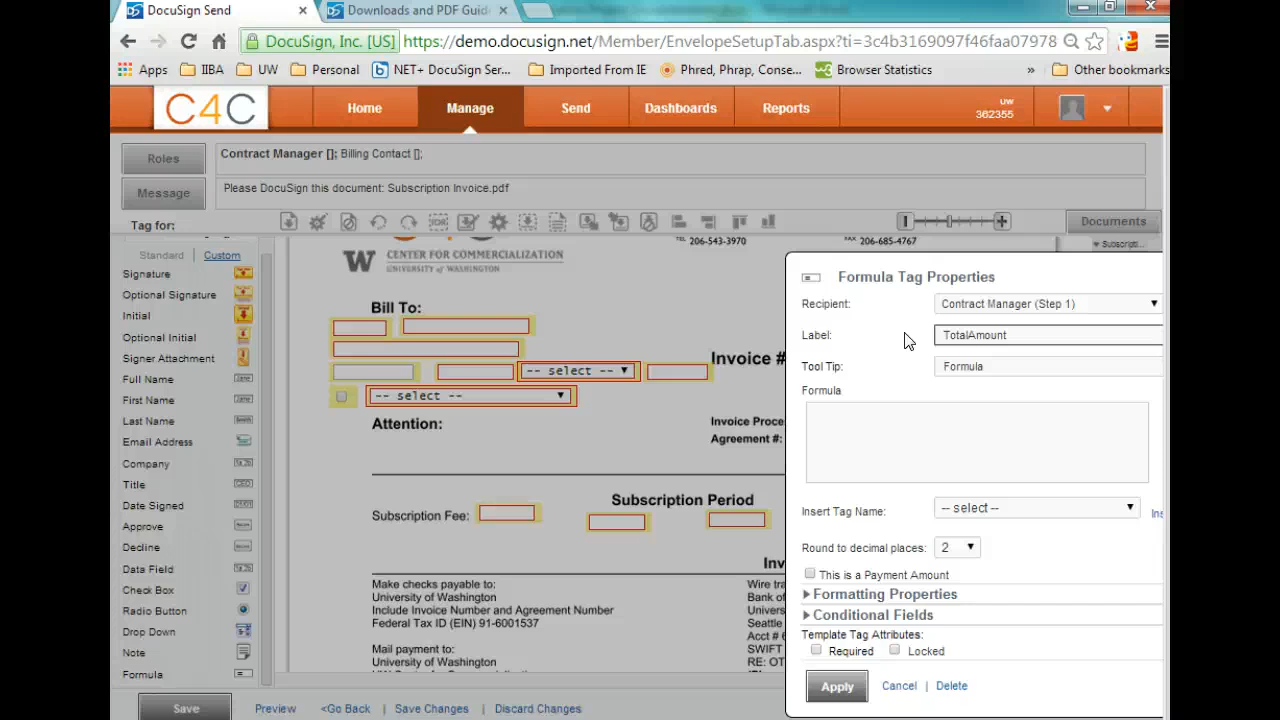 DocuSign Send
Downloads and PDF Guid
DocuSign, Inc. [US] https://demo.docusign.net/Member/EnvelopeSetupTab.aspx?ti=3c4b3169097f46faa07978
Apps IIBA UW Personal NET+ DocuSign Ser... Imported From IE Phred, Phrap, Conse... Browser Statistics » Other bookmarks
C4C Home Manage Send Dashboards Reports
UW
362355
Roles Contract Manager []; Billing Contact [];
Message Please DocuSign this document: Subscription Invoice.pdf
Tag for: Documents
Standard Custom
Signature
Optional Signature
Initial
Optional Initial
Signer Attachment
Full Name
First Name
Last Name
Email Address
Company
Title
Date Signed
Approve
Decline
Data Field
Check Box
Radio Button
Drop Down
Note
Formula
TEL 206-543-3970 FAX 206-685-4767
Subscripti...
W CENTER FOR COMMERCIALIZATION
UNIVERSITY OF WASHINGTON
Bill To:
Invoice #
-- select --
-- select --
Attention:
Invoice Proce
Agreement #:
Subscription Period
Subscription Fee:
Inv
Make checks payable to:
University of Washington
Include Invoice Number and Agreement Number
Federal Tax ID (EIN) 91-6001537
Mail payment to:
University of Washington
Wire tra
Bank of
Univers
Seattle
Acct # 6
SWIFT
RE: OT
Formula Tag Properties
Recipient: Contract Manager (Step 1)
Label: TotalAmount
Tool Tip: Formula
Formula
Insert Tag Name: -- select -- Ins
Round to decimal places: 2
This is a Payment Amount
Formatting Properties
Conditional Fields
Template Tag Attributes:
Required Locked
Apply Cancel | Delete
Save Preview <Go Back | Save Changes | Discard Changes